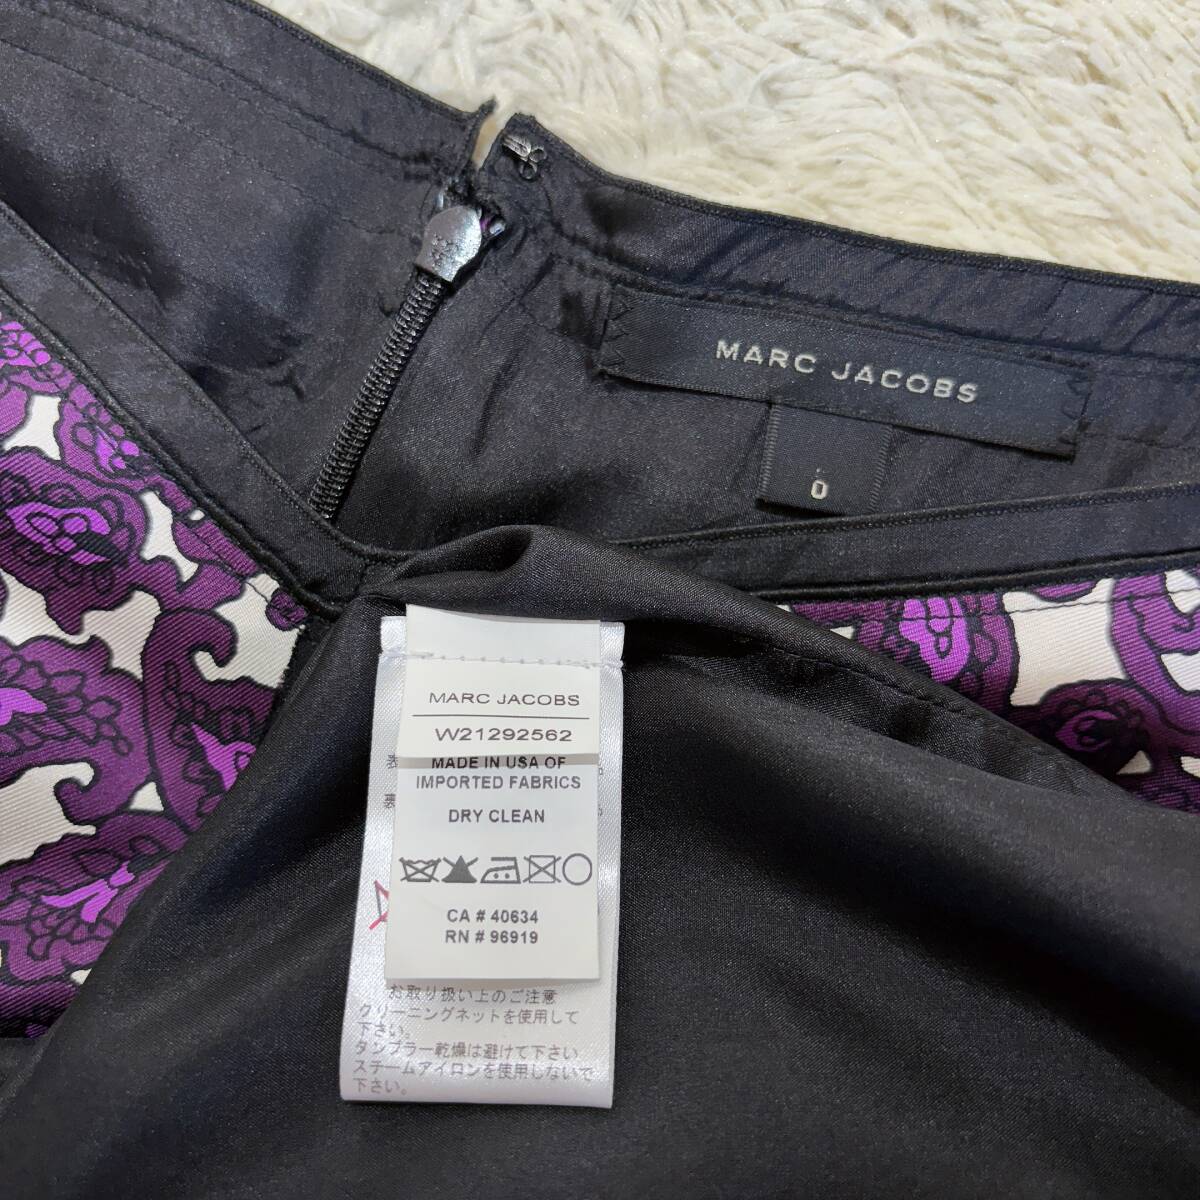 MARC JACOBS
0
MARC JACOBS
W21292562
MADE IN USA OF
IMPORTED FABRICS
DRY CLEAN
CA # 40634
RN # 96919
表
%
裏
%
お取り扱い上のご注意
クリーニングネットを使用して
下さい。
タンブラー乾燥は避けて下さい
スチームアイロンを使用しないで
下さい。